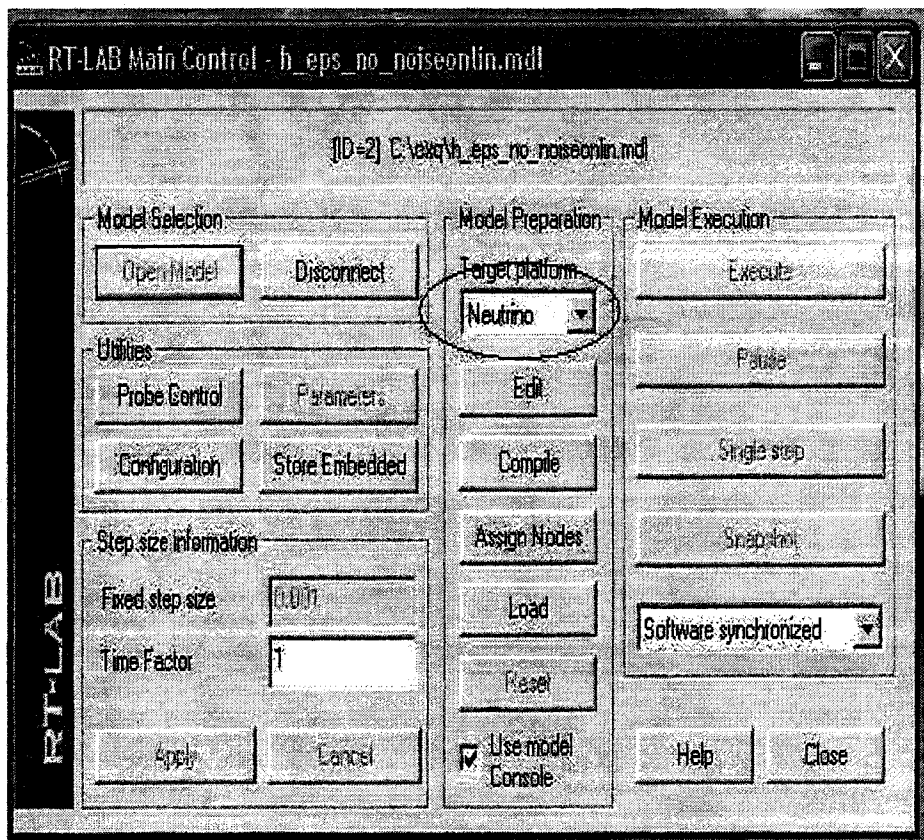 RT-LAB Main Control - h_eps_no_noiseonlin.mdl
[ID=2] C:\exq\h_eps_no_noiseonlin.mdl
Model Selection
Open Model
Disconnect
Utilities
Probe Control
Parameters
Configuration
Store Embedded
Step size information
Fixed step size
0.001
Time Factor
1
Apply
Cancel
Model Preparation
Target platform
Neutrino
Edit
Compile
Assign Nodes
Load
Reset
Use model
Console
Model Execution
Execute
Pause
Single step
Snapshot
Software synchronized
Help
Close
RT-LAB